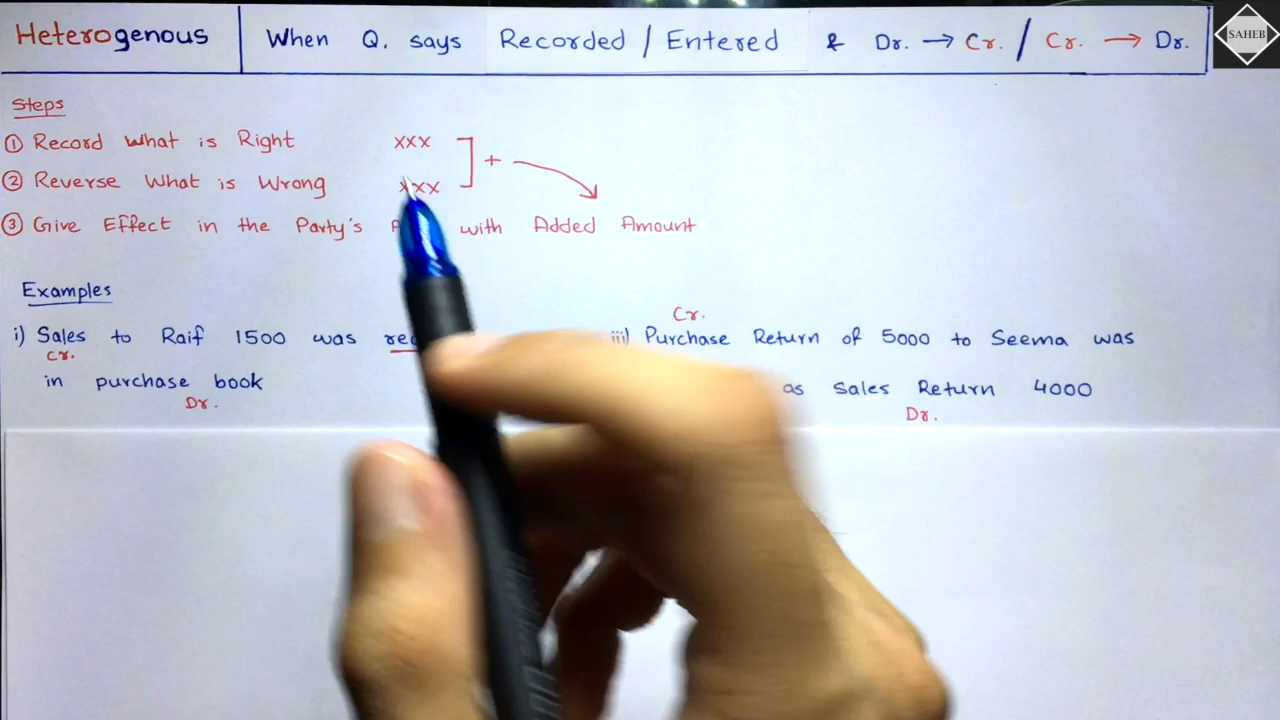 Heterogenous When Q. says Recorded / Entered & Dr. → Cr. / Cr. → Dr.
SAHEB
Steps
① Record What is Right xxx
+
② Reverse What is Wrong xxx
③ Give Effect in the Party's with Added Amount
Examples
i) Sales to Raif 1500 was
Cr.
in purchase book
Dr.
Cr.
iii) Purchase Return of 5000 to Seema was
as Sales Return 4000
Dr.